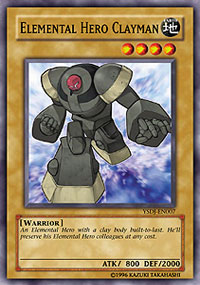 Elemental Hero Clayman
地
YSDJ-EN007
[Warrior]
An Elemental Hero with a clay body built-to-last. He'll
preserve his Elemental Hero colleagues at any cost.
ATK/ 800 DEF/2000
©1996 KAZUKI TAKAHASHI